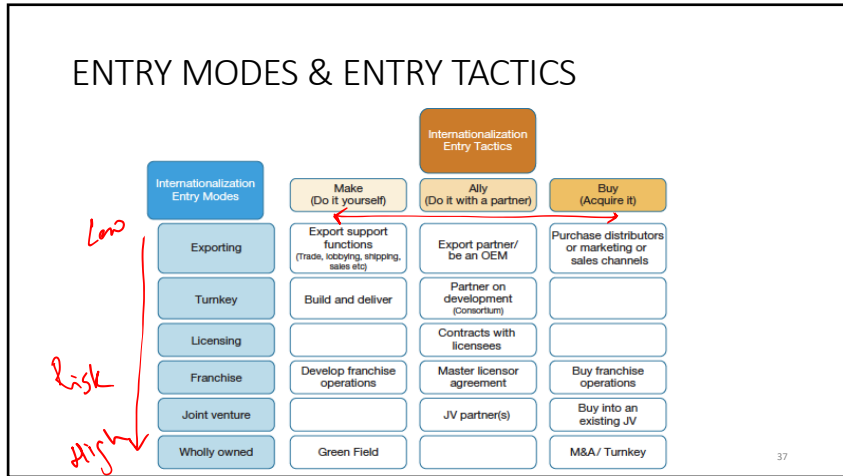 ENTRY MODES & ENTRY TACTICS
Internationalization
Entry Tactics
Internationalization
Entry Modes
Make
(Do it yourself)
Ally
(Do it with a partner)
Buy
(Acquire it)
Low
Exporting
Export support
functions
(Trade, lobbying, shipping,
sales etc)
Export partner/
be an OEM
Purchase distributors
or marketing or
sales channels
Turnkey
Build and deliver
Partner on
development
(Consortium)
Licensing
Contracts with
licensees
Risk
Franchise
Develop franchise
operations
Master licensor
agreement
Buy franchise
operations
Joint venture
JV partner(s)
Buy into an
existing JV
High
Wholly owned
Green Field
M&A/ Turnkey
37